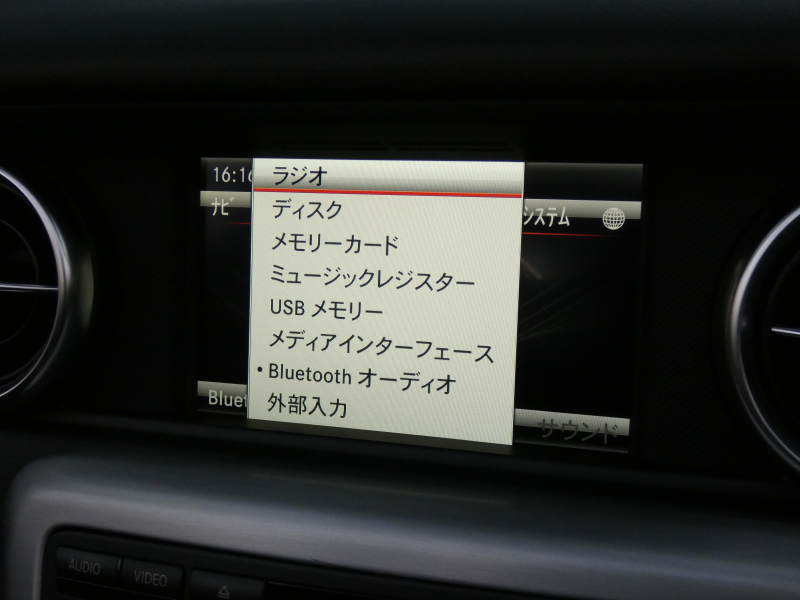 16:16
ラジオ
ナビ
ディスク
システム
メモリーカード
ミュージックレジスター
USB メモリー
メディアインターフェース
•Bluetooth オーディオ
外部入力
サウンド
AUDIO
VIDEO